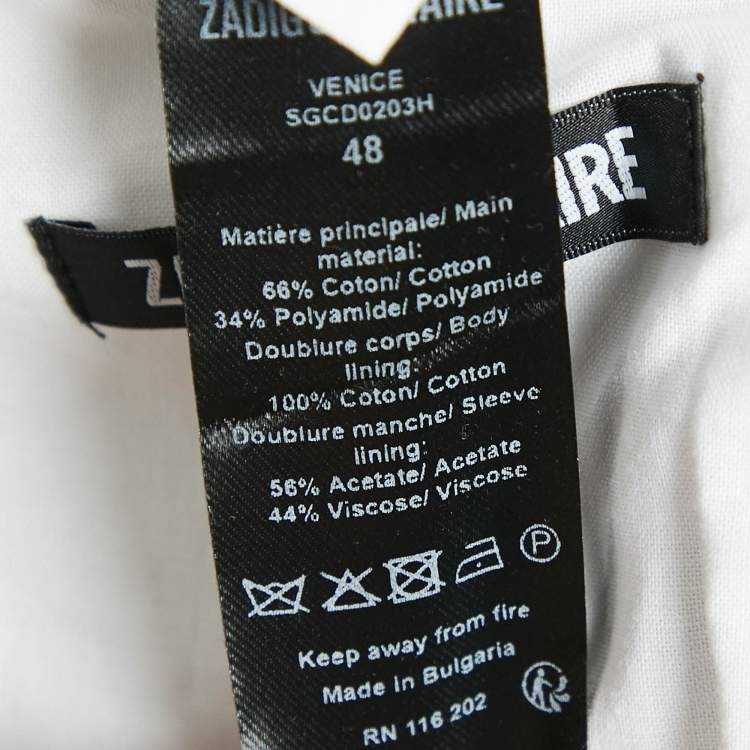 ZADIG
AIRE
VENICE
SGCD0203H
48
AIRE
Z
Matière principale/ Main
material:
66% Coton/ Cotton
34% Polyamide/ Polyamide
Doublure corps/ Body
lining:
100% Coton/ Cotton
Doublure manche/ Sleeve
lining:
56% Acetate/ Acetate
44% Viscose/ Viscose
P
Keep away from fire
Made in Bulgaria
RN 116 202